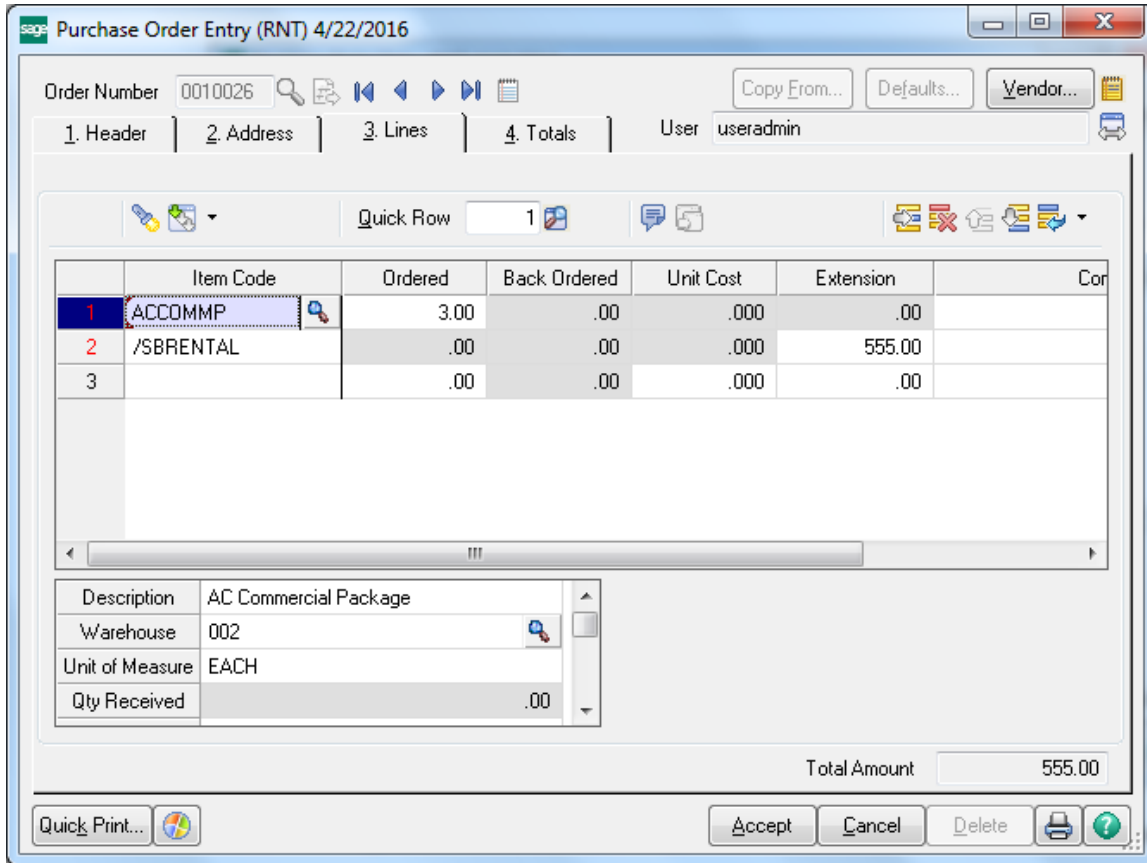 sage Purchase Order Entry (RNT) 4/22/2016
Order Number 0010026 Copy From... Defaults... Vendor...
1. Header 2. Address 3. Lines 4. Totals User useradmin
Quick Row 1
Item Code Ordered Back Ordered Unit Cost Extension Cor
1 ACCOMMP 3.00 .00 .000 .00
2 /SBRENTAL .00 .00 .000 555.00
3 .00 .00 .000 .00
Description AC Commercial Package
Warehouse 002
Unit of Measure EACH
Qty Received .00
Total Amount 555.00
Quick Print... Accept Cancel Delete